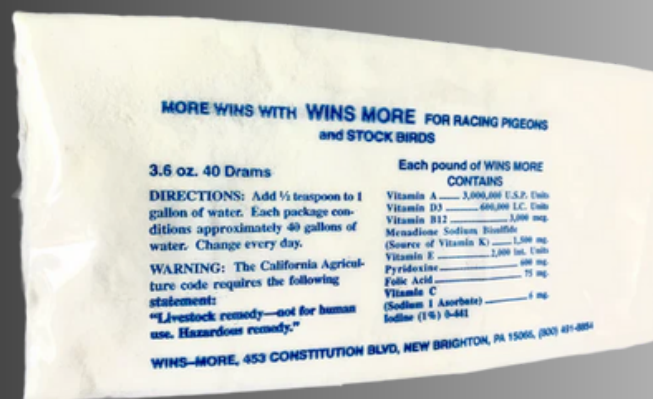 MORE WINS WITH WINS MORE FOR RACING PIGEONS
and STOCK BIRDS
3.6 oz. 40 Drams
DIRECTIONS: Add ½ teaspoon to 1
gallon of water. Each package con-
ditions approximately 40 gallons of
water. Change every day.
WARNING: The California Agricul-
ture code requires the following
statement:
"Livestock remedy—not for human
use. Hazardous remedy."
Each pound of WINS MORE
CONTAINS
Vitamin A 3,000,000 U.S.P. Units
Vitamin D3 600,000 I.C. Units
Vitamin B12 3,000 mcg.
Menadione Sodium Bisulfide
(Source of Vitamin K) 1,500 mg.
Vitamin E 2,000 Int. Units
Pyridoxine 600 mg.
Folic Acid 75 mg.
Vitamin C
(Sodium 1 Asorbate) mg.
Iodine (1%)
WINS-MORE, 453 CONSTITUTION BLVD, NEW BRIGHTON, PA 15066, (800)